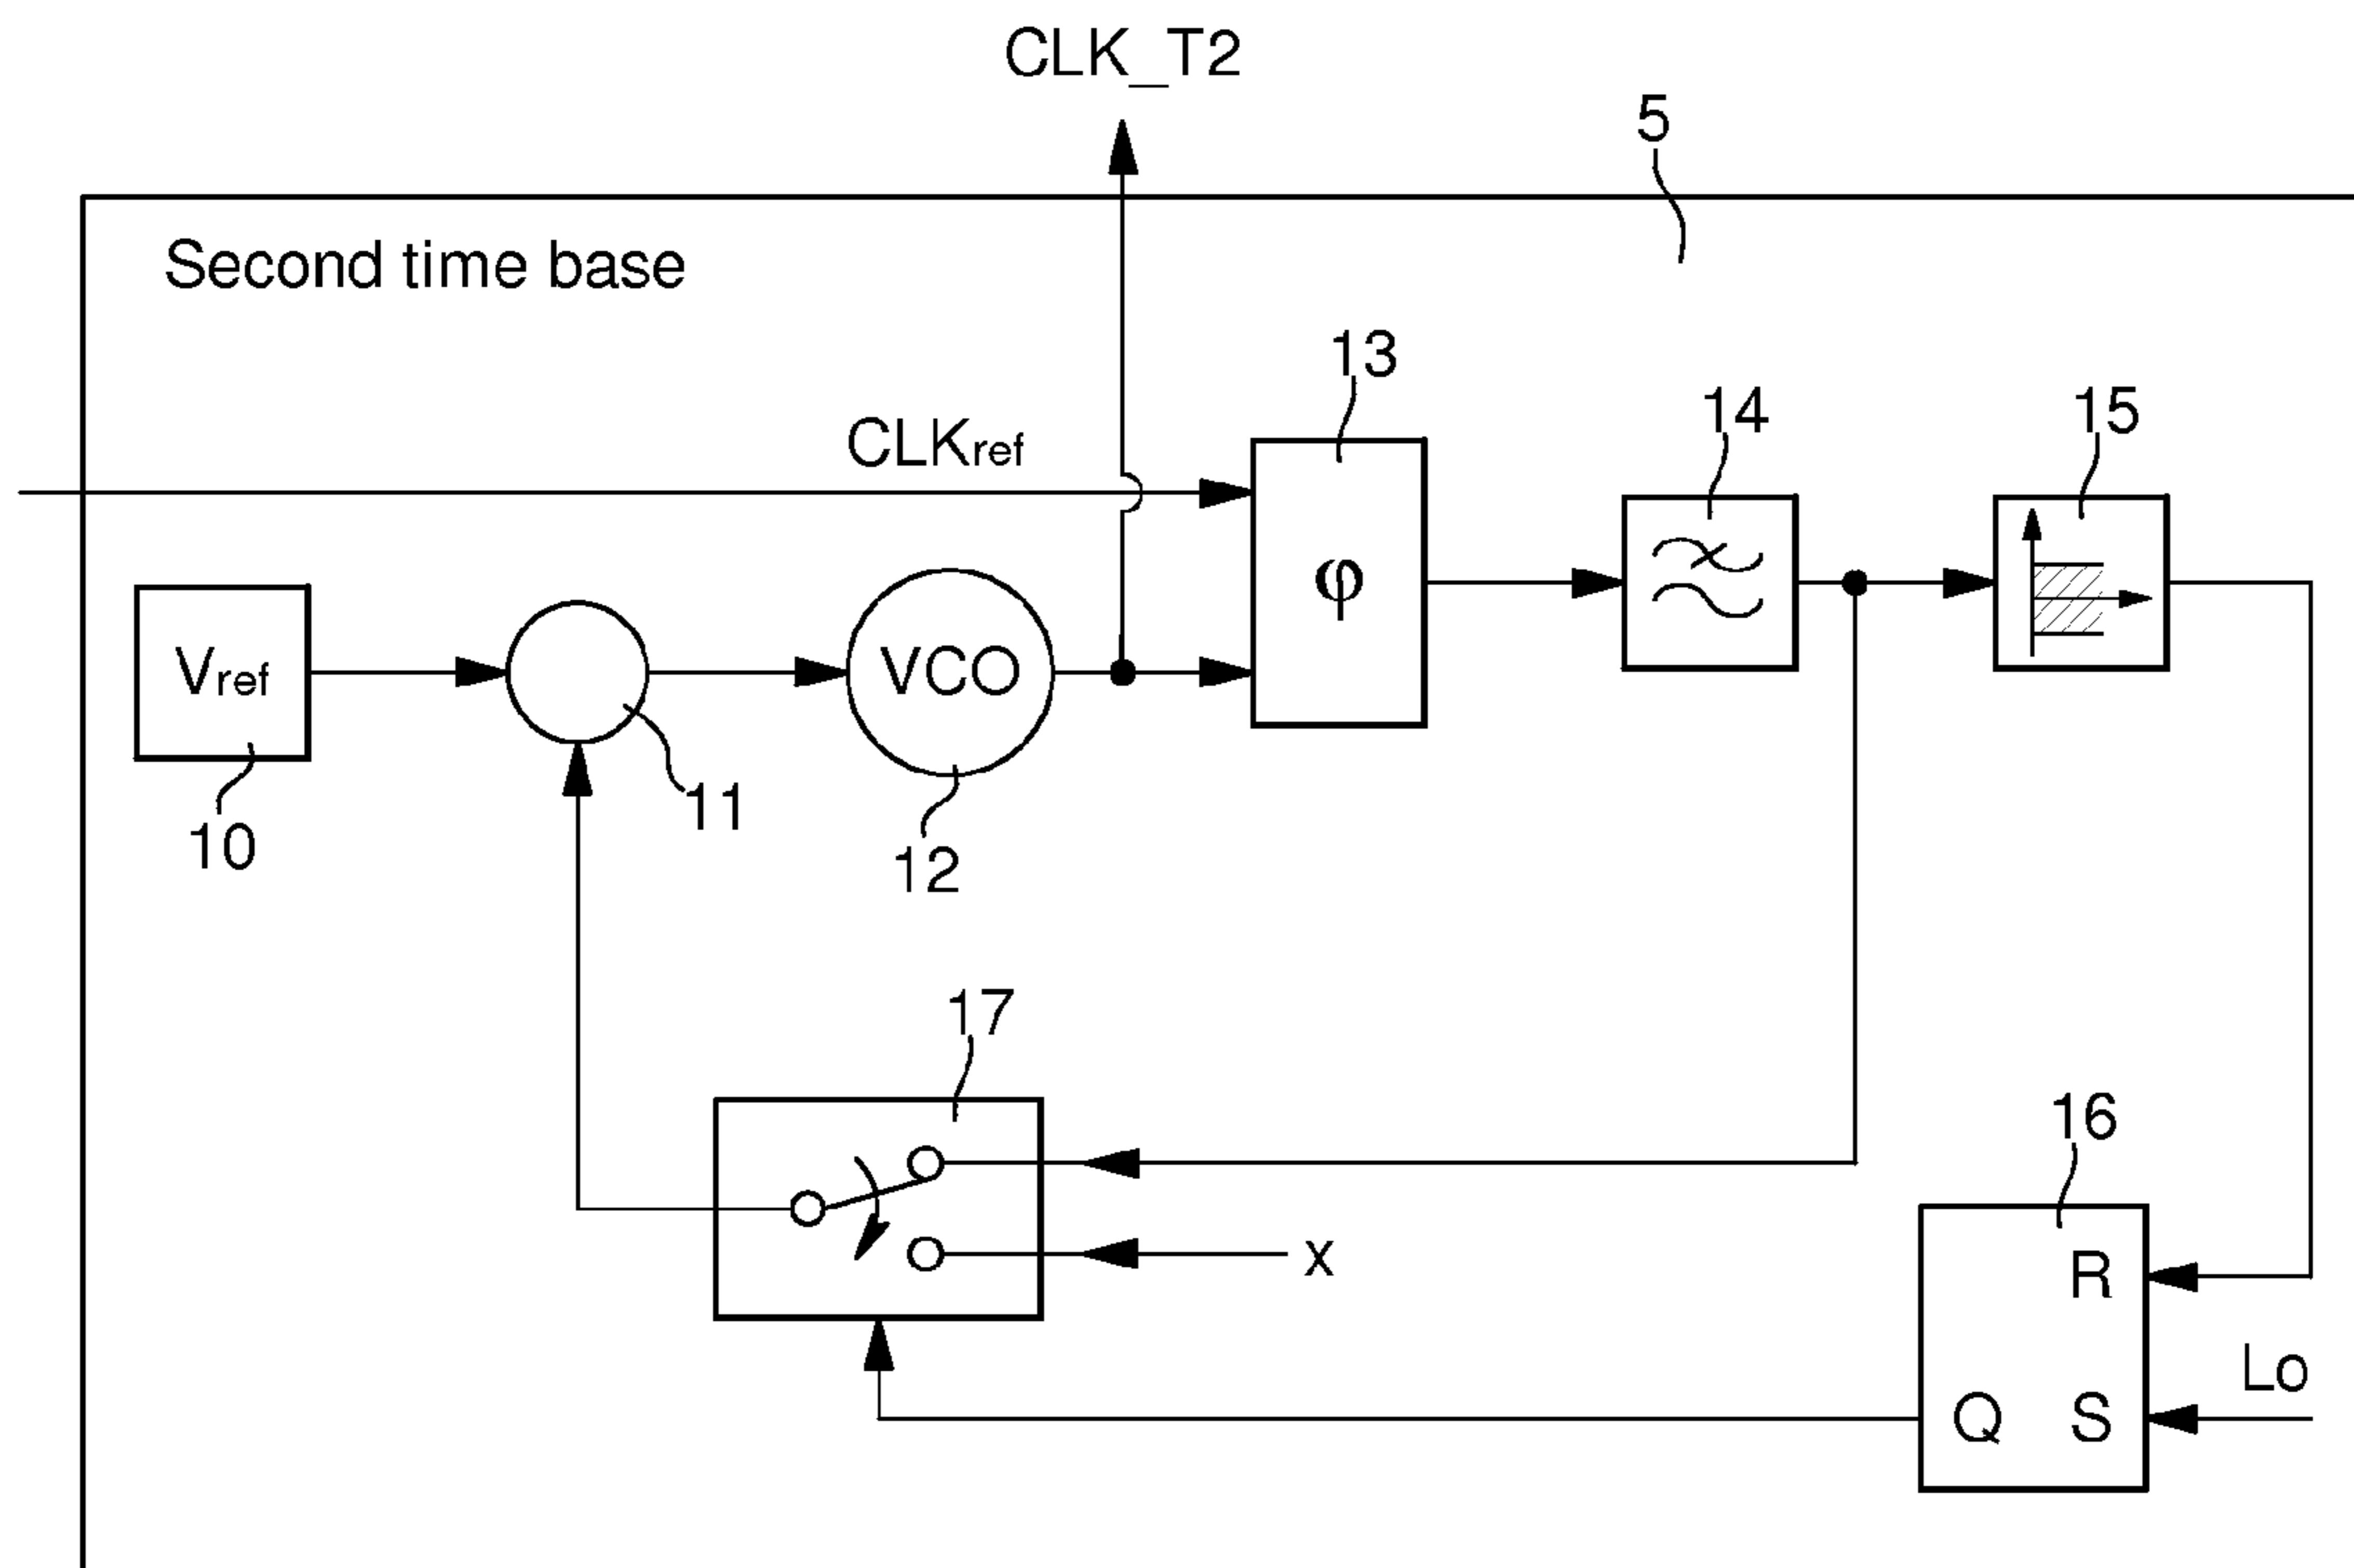 CLK_T2
5
Second time base
13
14
15
CLKref
φ
Vref
VCO
11
10
12
17
16
x
R
Lo
Q
S